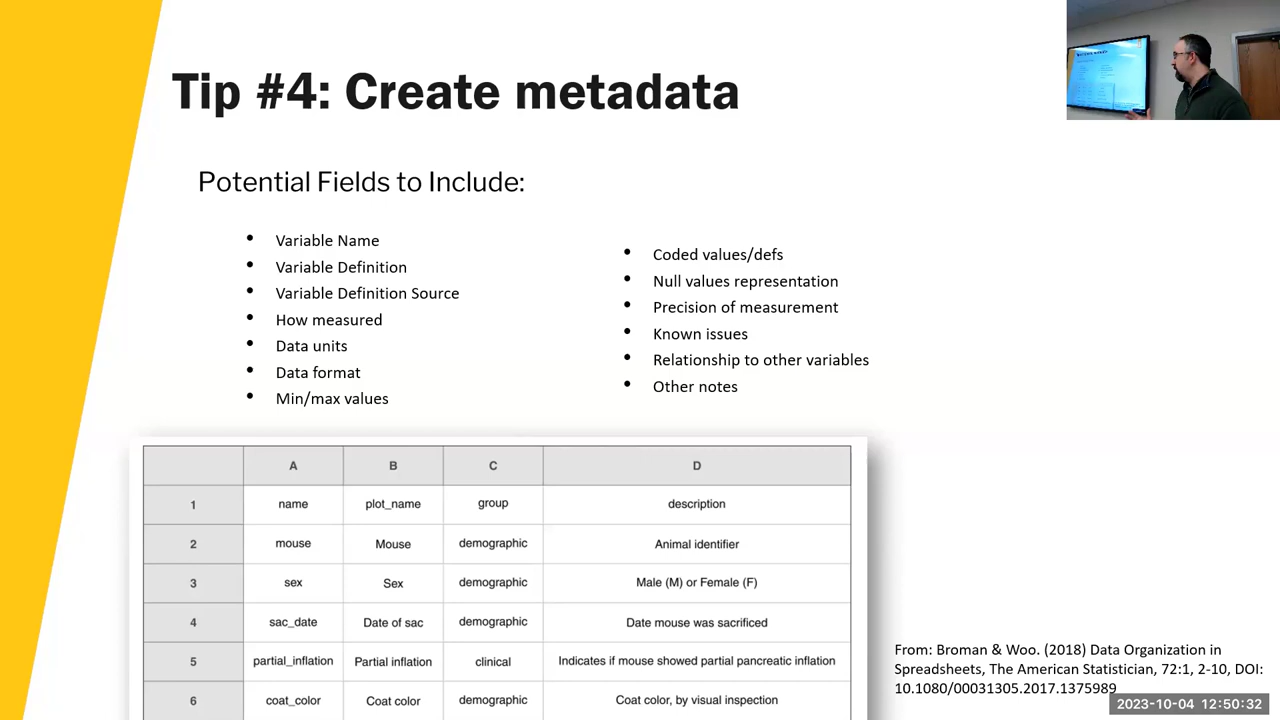 Tip #4: Create metadata
Potential Fields to Include:
• Variable Name
• Variable Definition
• Variable Definition Source
• How measured
• Data units
• Data format
• Min/max values
• Coded values/defs
• Null values representation
• Precision of measurement
• Known issues
• Relationship to other variables
• Other notes
A B C D
1 name plot_name group description
2 mouse Mouse demographic Animal identifier
3 sex Sex demographic Male (M) or Female (F)
4 sac_date Date of sac demographic Date mouse was sacrificed
5 partial_inflation Partial inflation clinical Indicates if mouse showed partial pancreatic inflation
6 coat_color Coat color demographic Coat color, by visual inspection
From: Broman & Woo. (2018) Data Organization in
Spreadsheets, The American Statistician, 72:1, 2-10, DOI:
10.1080/00031305.2017.1375989
2023-10-04 12:50:32